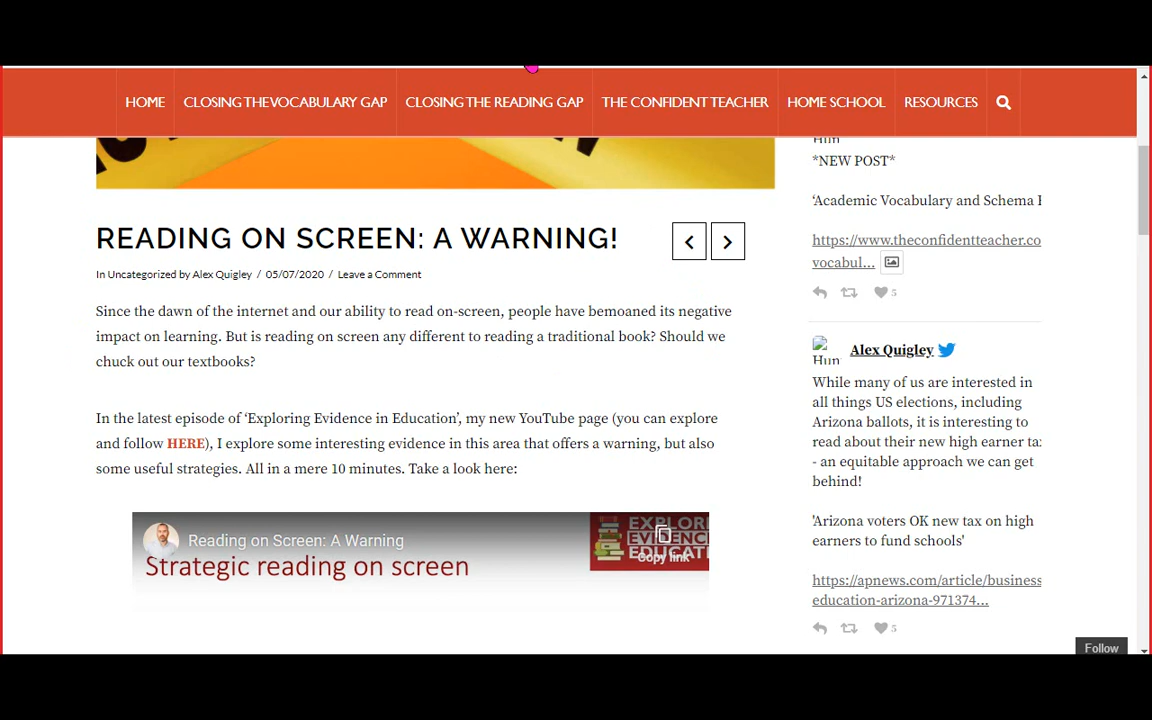 HOME CLOSING THE VOCABULARY GAP CLOSING THE READING GAP THE CONFIDENT TEACHER HOME SCHOOL RESOURCES
READING ON SCREEN: A WARNING!
In Uncategorized by Alex Quigley / 05/07/2020 / Leave a Comment
Since the dawn of the internet and our ability to read on-screen, people have bemoaned its negative
impact on learning. But is reading on screen any different to reading a traditional book? Should we
chuck out our textbooks?
In the latest episode of ‘Exploring Evidence in Education’, my new YouTube page (you can explore
and follow HERE), I explore some interesting evidence in this area that offers a warning, but also
some useful strategies. All in a mere 10 minutes. Take a look here:
Reading on Screen: A Warning
Strategic reading on screen
Copy link
*NEW POST*
‘Academic Vocabulary and Schema
https://www.theconfidentteacher.co
vocabul...
5
Alex Quigley
While many of us are interested in
all things US elections, including
Arizona ballots, it is interesting to
read about their new high earner
- an equitable approach we can get
behind!
'Arizona voters OK new tax on high
earners to fund schools'
https://apnews.com/article/business
education-arizona-971374...
5
Follow